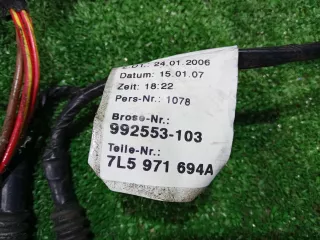 24.01.2006
Datum: 15.01.07
Zeit: 18:22
Pers-Nr.: 1078
Brose-Nr.:
992553-103
Teile-Nr.:
7L5 971 694A